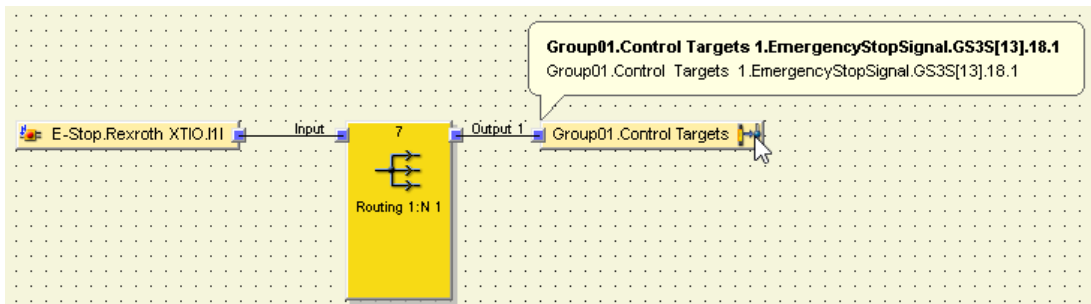 Group01.Control Targets 1.EmergencyStopSignal.GS3S[13].18.1
Group01.Control Targets 1.EmergencyStopSignal.GS3S[13].18.1
E-Stop.Rexroth XTIO.I1I
Input
7
Output 1
Group01.Control Targets
Routing 1:N 1